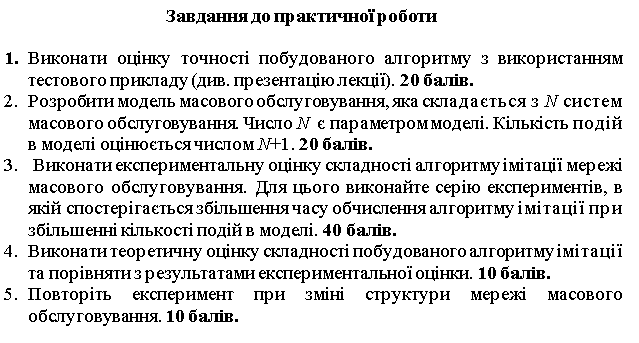 Завдання до практичної роботи
1. Виконати оцінку точності побудованого алгоритму з використанням
тестового прикладу (див. презентацію лекції). 20 балів.
2. Розробити модель масового обслуговування, яка складається з N систем
масового обслуговування. Число N є параметром моделі. Кількість подій
в моделі оцінюється числом N+1. 20 балів.
3. Виконати експериментальну оцінку складності алгоритму імітації мережі
масового обслуговування. Для цього виконайте серію експериментів, в
якій спостерігається збільшення часу обчислення алгоритму імітації при
збільшенні кількості подій в моделі. 40 балів.
4. Виконати теоретичну оцінку складності побудованого алгоритму імітації
та порівняти з результатами експериментальної оцінки. 10 балів.
5. Повторіть експеримент при зміні структури мережі масового
обслуговування. 10 балів.